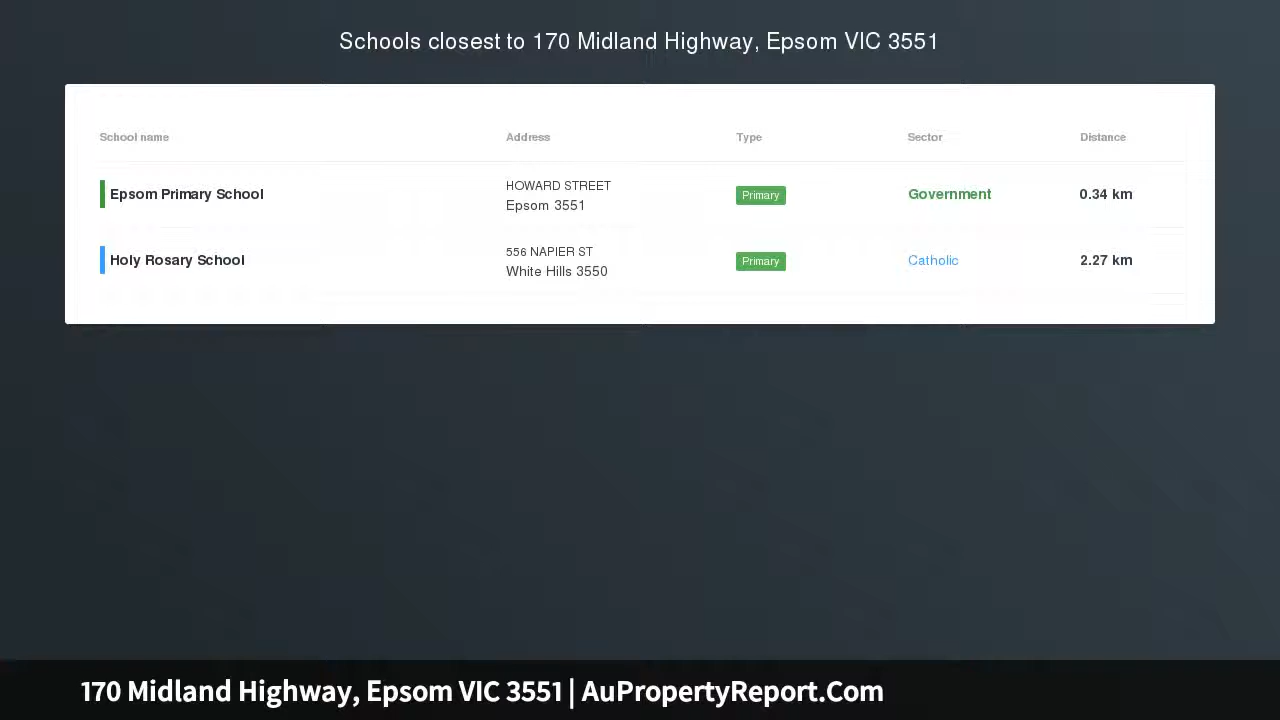 Schools closest to 170 Midland Highway, Epsom VIC 3551
School name Address Type Sector Distance
Epsom Primary School HOWARD STREET Epsom 3551 Primary Government 0.34 km
Holy Rosary School 556 NAPIER ST White Hills 3550 Primary Catholic 2.27 km
170 Midland Highway, Epsom VIC 3551 | AuPropertyReport.Com